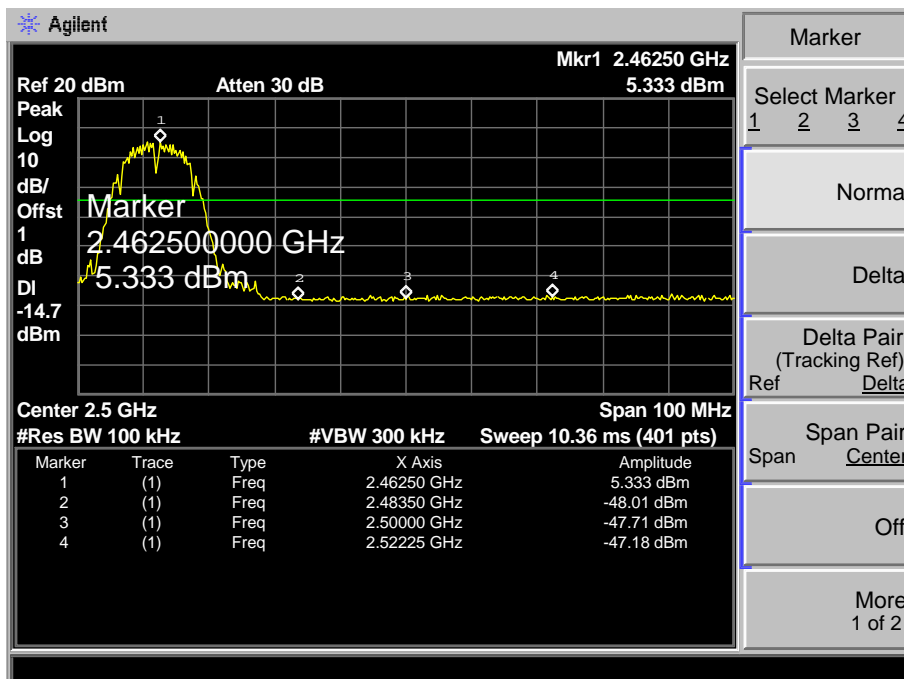 Agilent
Mkr1 2.46250 GHz
Ref 20 dBm Atten 30 dB 5.333 dBm
Peak
Log
10
dB/
Offst
1
dB
DI
-14.7
dBm
1
Marker
2.462500000 GHz
5.333 dBm
2 3 4
Center 2.5 GHz Span 100 MHz
#Res BW 100 kHz #VBW 300 kHz Sweep 10.36 ms (401 pts)
Marker Trace Type X Axis Amplitude
1 (1) Freq 2.46250 GHz 5.333 dBm
2 (1) Freq 2.48350 GHz -48.01 dBm
3 (1) Freq 2.50000 GHz -47.71 dBm
4 (1) Freq 2.52225 GHz -47.18 dBm
Marker
Select Marker
1 2 3 4
Norma
Delta
Delta Pair
(Tracking Ref)
Ref Delta
Span Pair
Span Center
Off
More
1 of 2